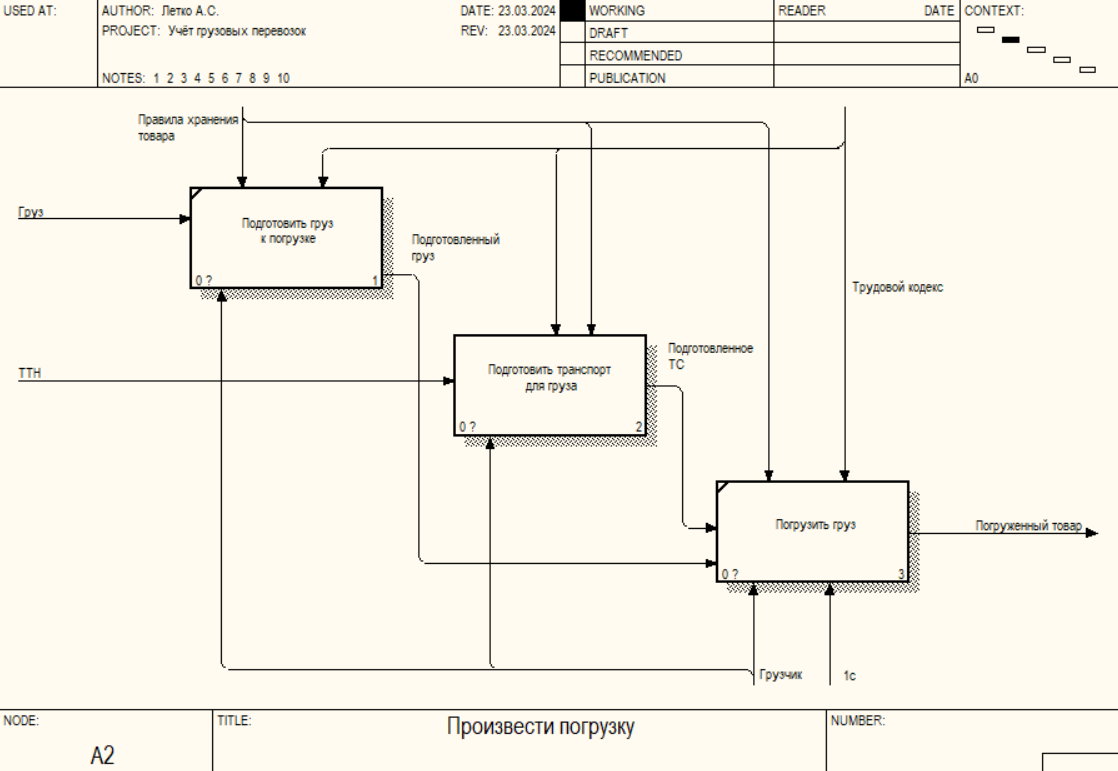 USED AT:
AUTHOR: Летко А.С.
DATE: 23.03.2024
PROJECT: Учёт грузовых перевозок
REV: 23.03.2024
NOTES: 1 2 3 4 5 6 7 8 9 10
WORKING
DRAFT
RECOMMENDED
PUBLICATION
READER
DATE
CONTEXT:
A0
Правила хранения
товара
Груз
Подготовить груз
к погрузке
0 ?
1
Подготовленный
груз
Трудовой кодекс
ТТН
Подготовить транспорт
для груза
0 ?
2
Подготовленное
ТС
Погрузить груз
0 ?
3
Погруженный товар
Грузчик
1с
NODE:
A2
TITLE:
Произвести погрузку
NUMBER: